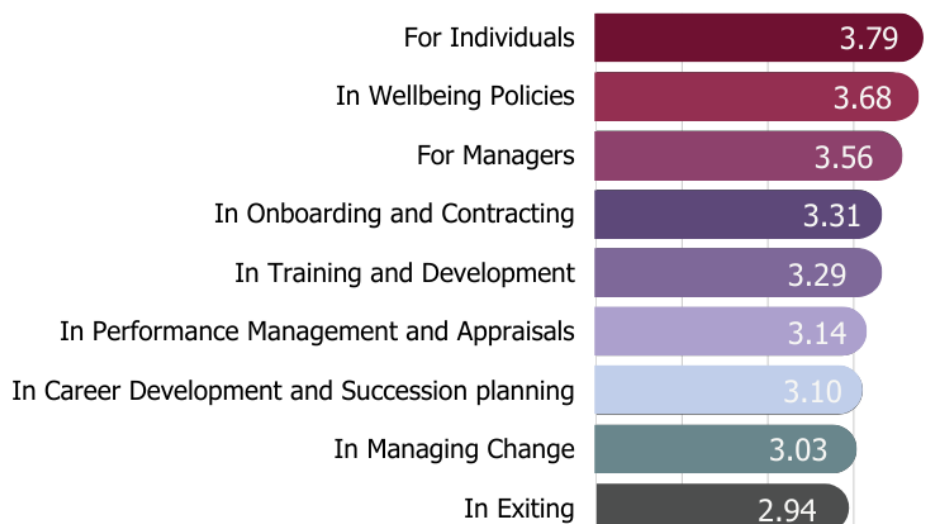 For Individuals 3.79
In Wellbeing Policies 3.68
For Managers 3.56
In Onboarding and Contracting 3.31
In Training and Development 3.29
In Performance Management and Appraisals 3.14
In Career Development and Succession planning 3.10
In Managing Change 3.03
In Exiting 2.94